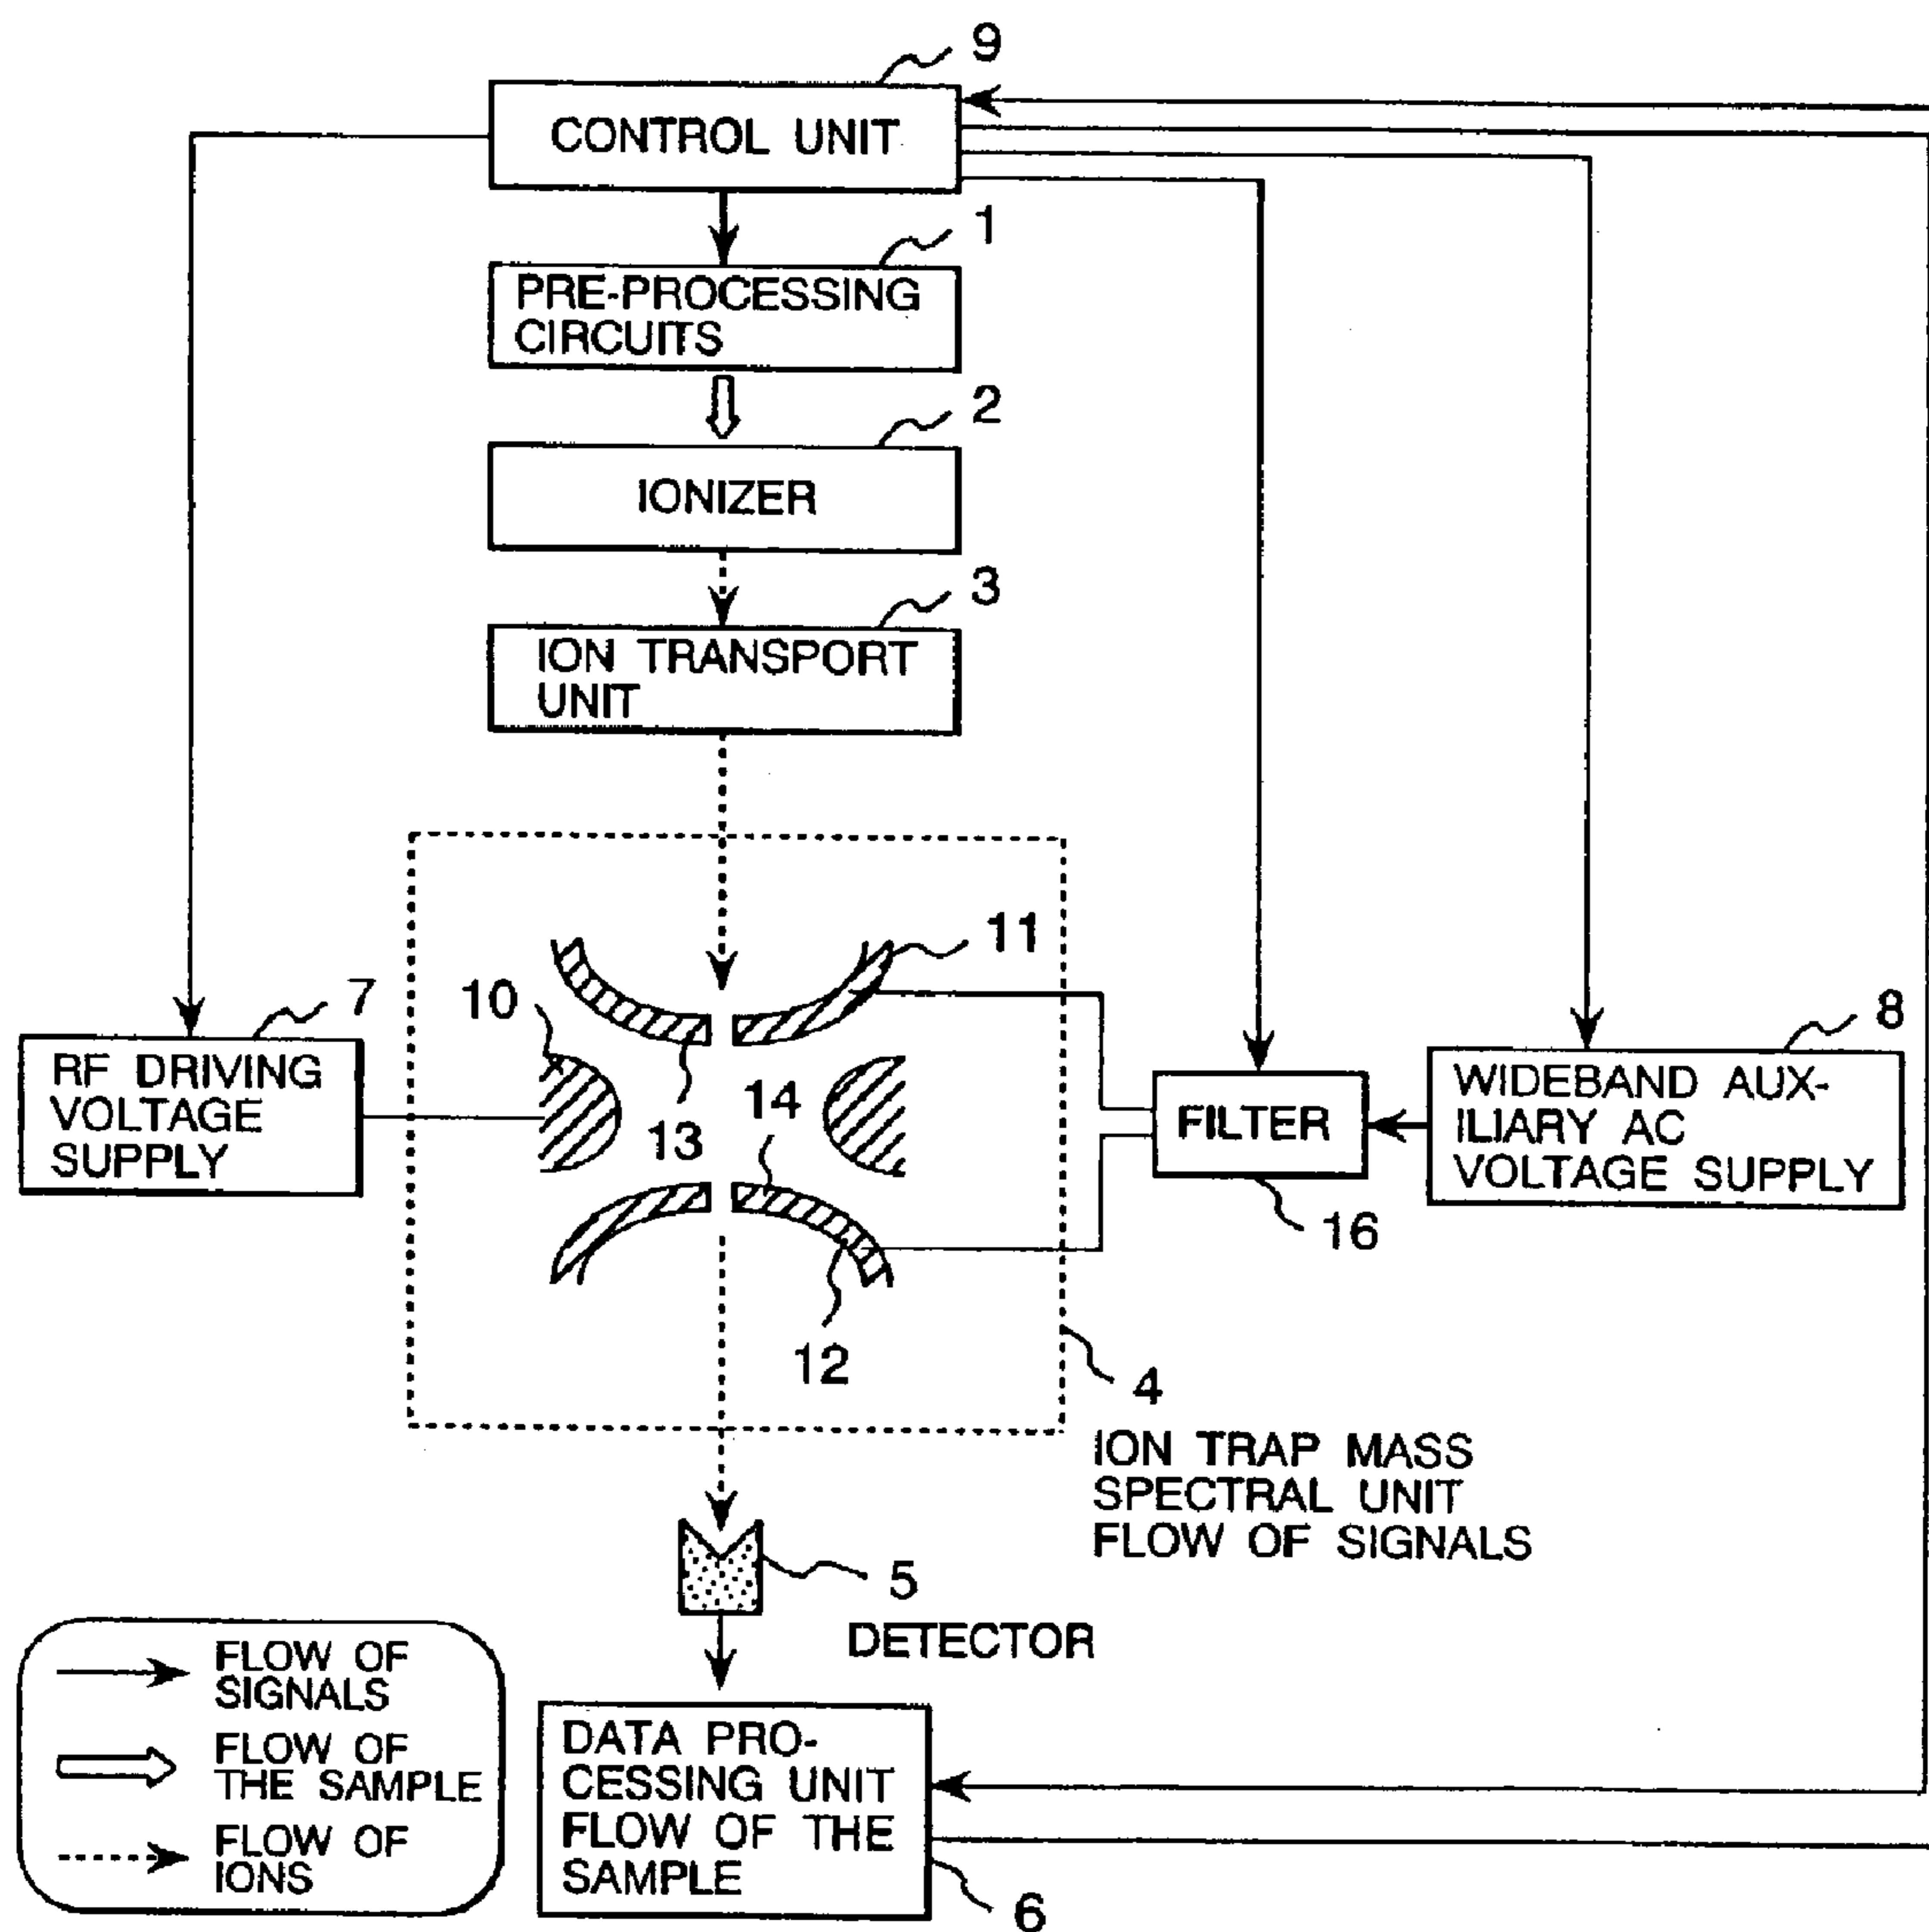 9
CONTROL UNIT
1
PRE-PROCESSING
CIRCUITS
2
IONIZER
3
ION TRANSPORT
UNIT
11
10
7
RF DRIVING
VOLTAGE
SUPPLY
13
14
8
WIDEBAND AUX-
ILIARY AC
VOLTAGE SUPPLY
FILTER
16
12
4
ION TRAP MASS
SPECTRAL UNIT
FLOW OF SIGNALS
5
DETECTOR
FLOW OF
SIGNALS
FLOW OF
THE SAMPLE
FLOW OF
IONS
DATA PRO-
CESSING UNIT
FLOW OF THE
SAMPLE
6